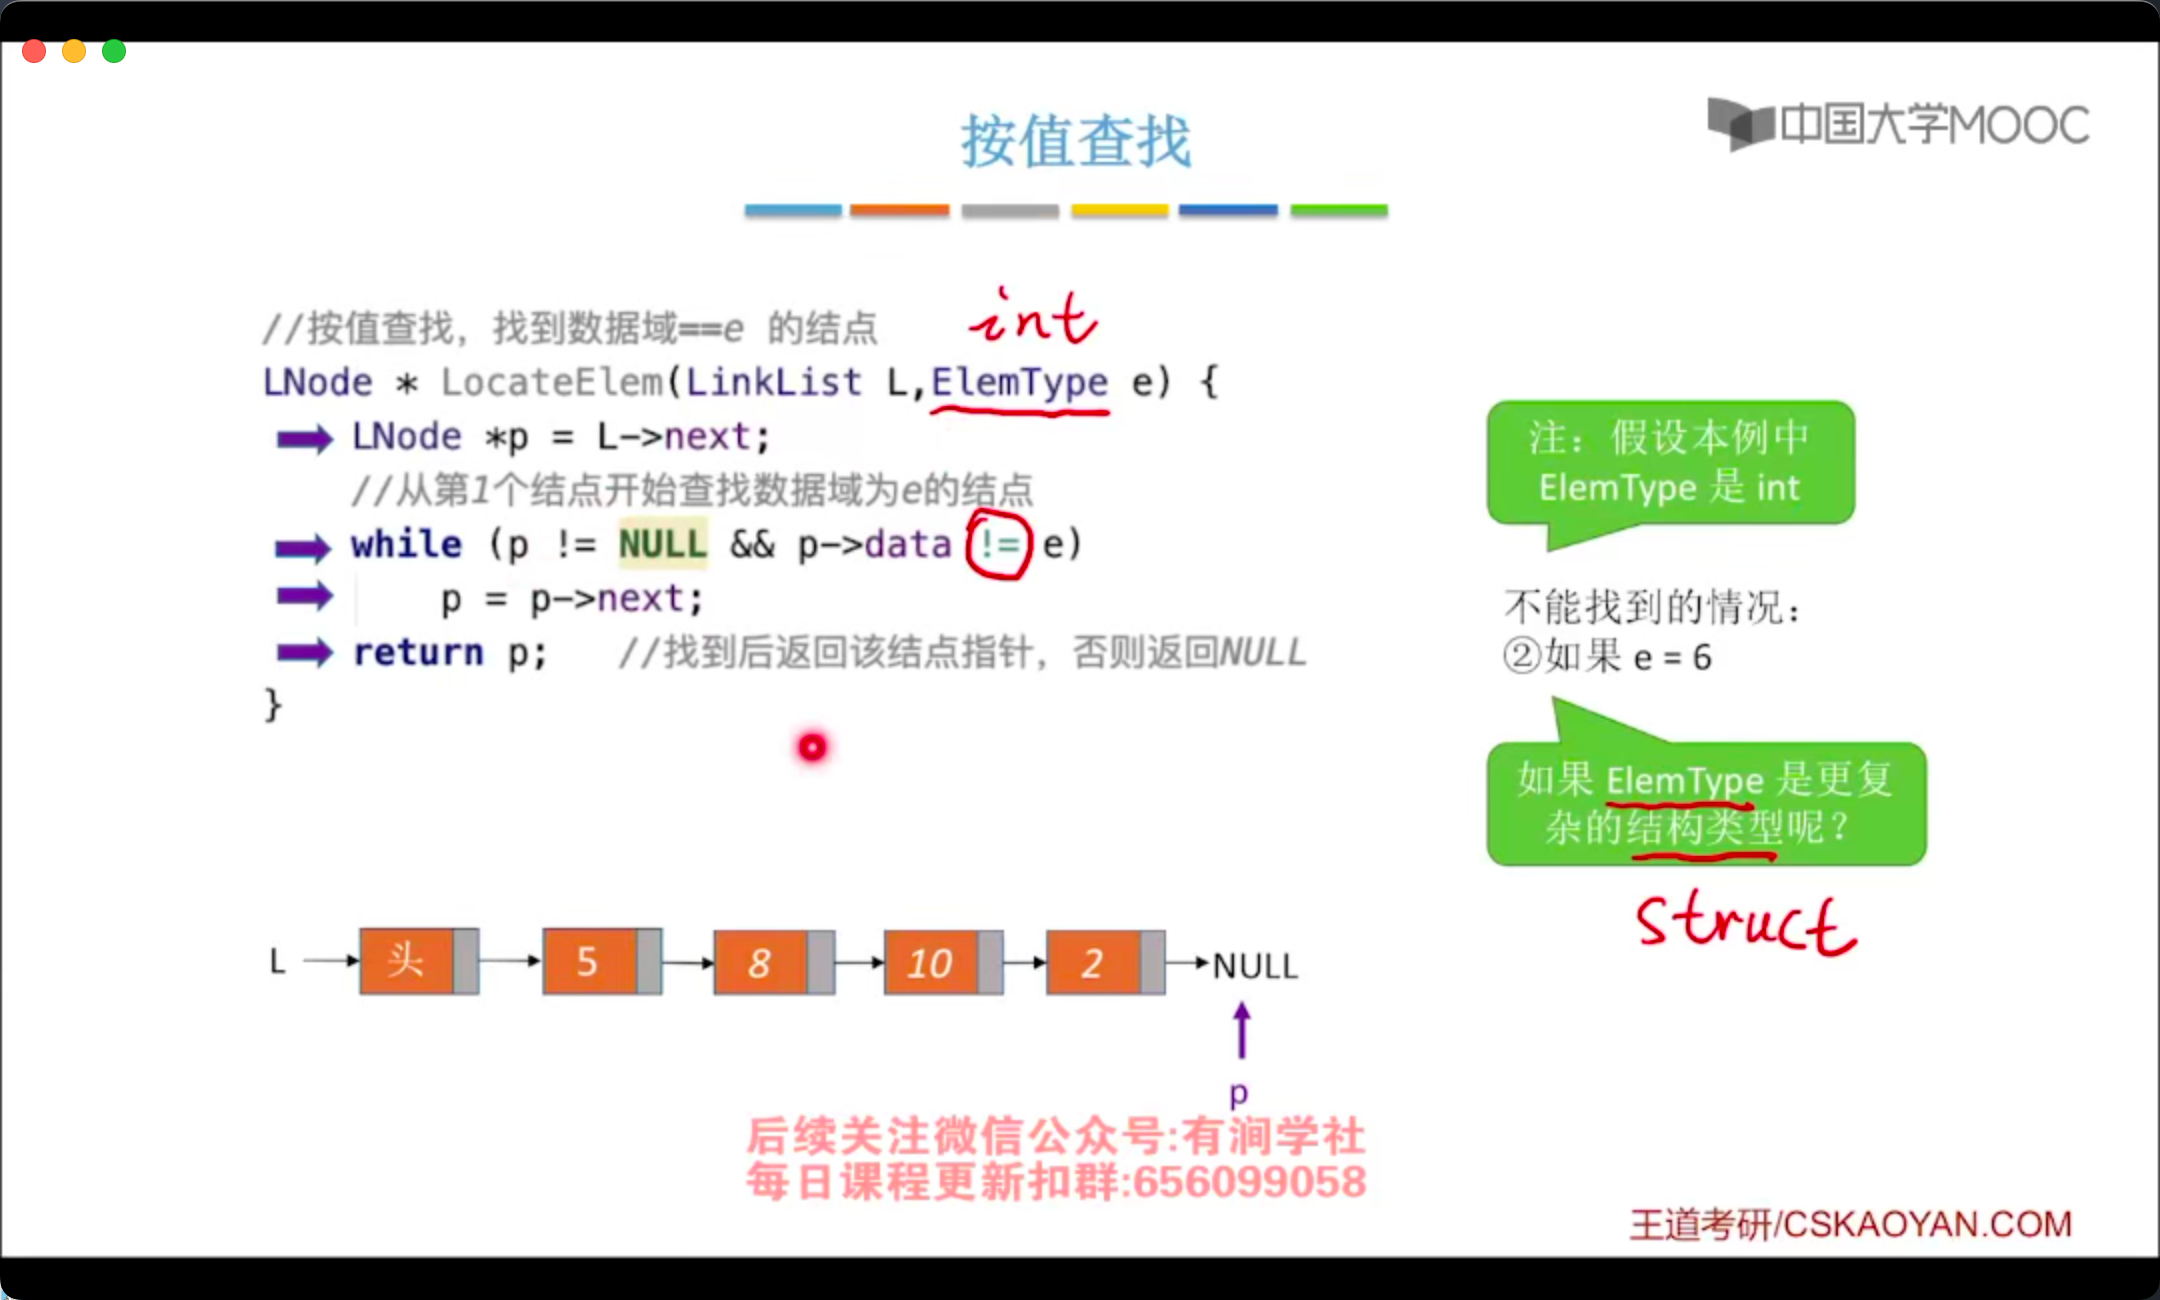 中国大学MOOC
按值查找
int
//按值查找，找到数据域==e 的结点
LNode * LocateElem(LinkList L,ElemType e) {
LNode *p = L->next;
//从第1个结点开始查找数据域为e的结点
while (p != NULL && p->data != e)
p = p->next;
return p;   //找到后返回该结点指针，否则返回NULL
}
注：假设本例中
ElemType 是 int
不能找到的情况：
②如果 e = 6
如果 ElemType 是更复
杂的结构类型呢？
struct
L 头 5 8 10 2 NULL
p
后续关注微信公众号:有涧学社
每日课程更新扣群:656099058
王道考研/CSKAOYAN.COM